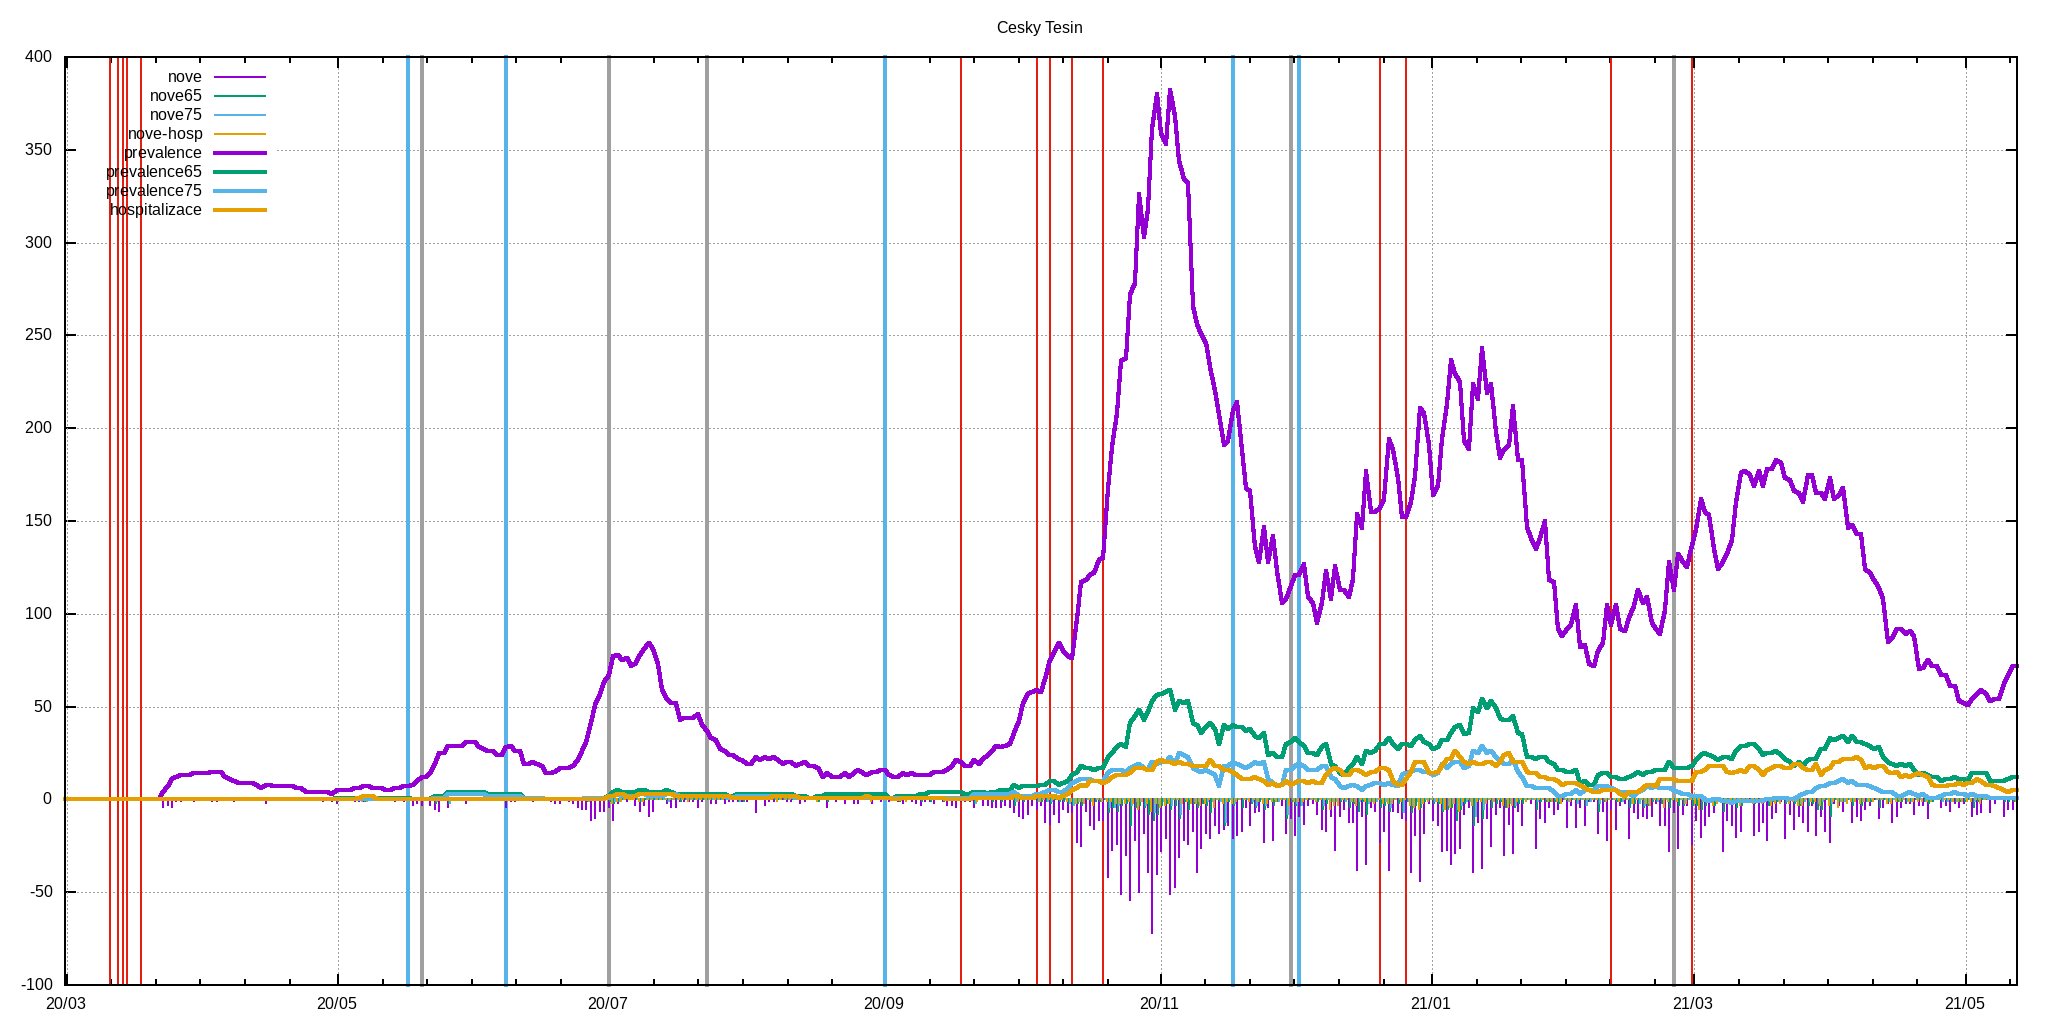 Cesky Tesin
400
350
300
250
200
150
100
50
0
-50
-100
nove
nove65
nove75
nove-hosp
prevalence
prevalence65
prevalence75
hospitalizace
20/03 20/05 20/07 20/09 20/11 21/01 21/03 21/05